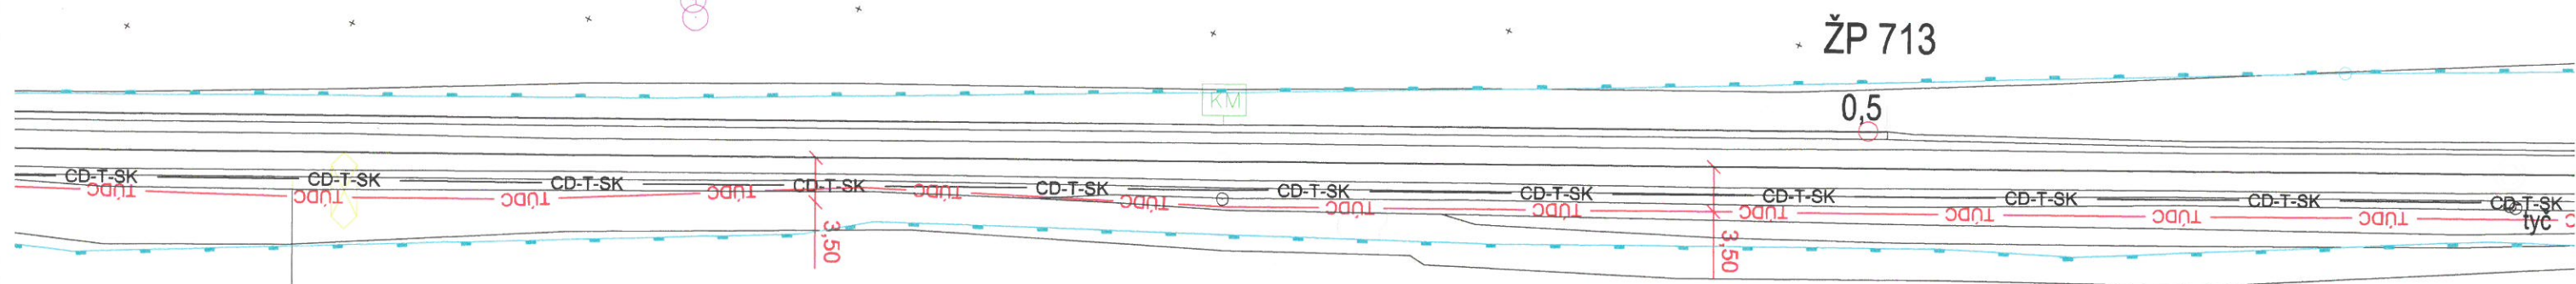 ŽP 713
KM
0,5
CD-T-SK CD-T-SK CD-T-SK CD-T-SK CD-T-SK CD-T-SK CD-T-SK CD-T-SK CD-T-SK CD-T-SK CD-T-SK
TÚDC TÚDC TÚDC TÚDC TÚDC TÚDC TÚDC TÚDC TÚDC TÚDC TÚDC TÚDC
tyč
3,50
3,50